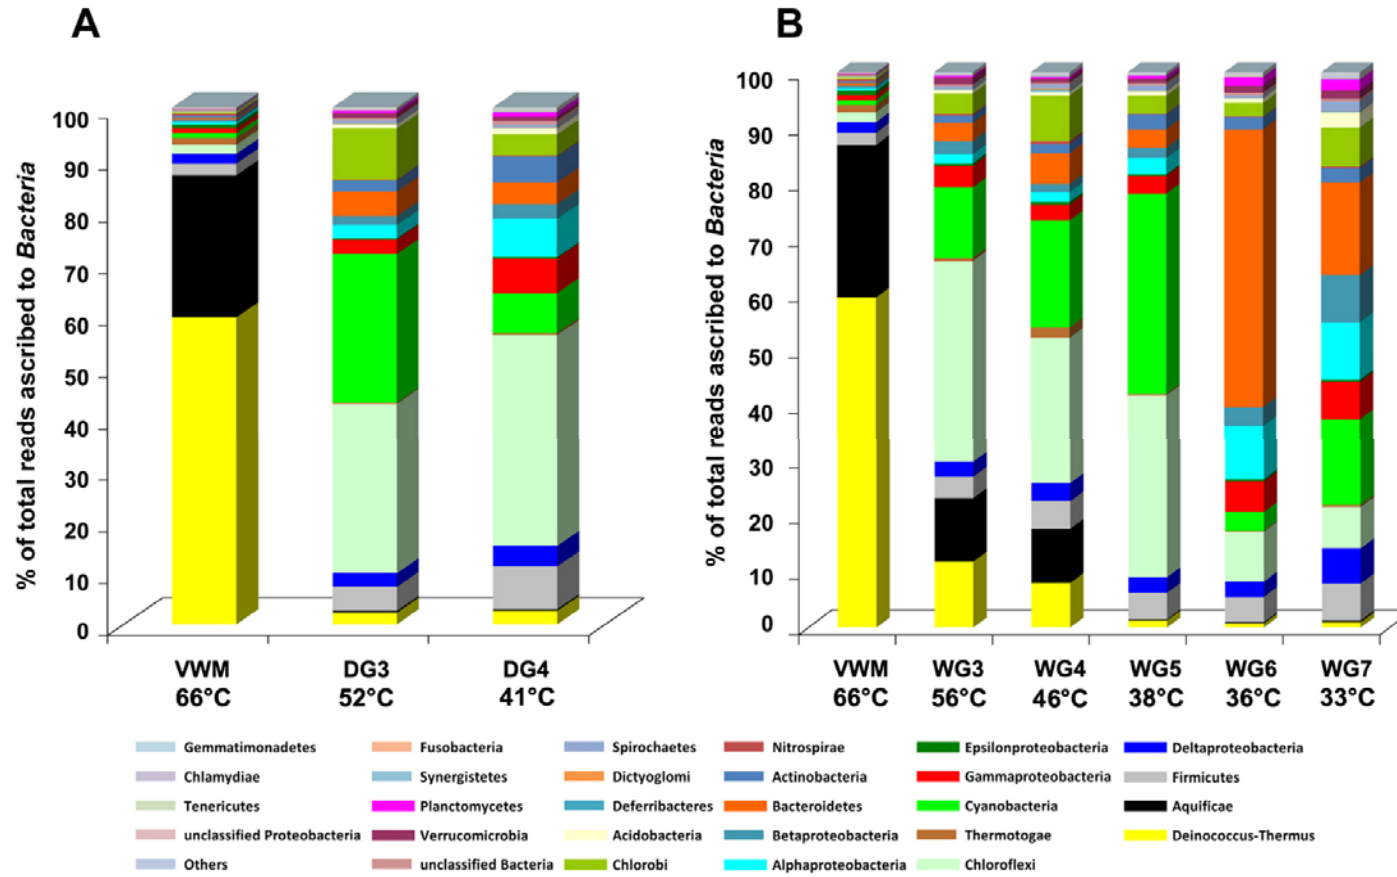 A
B
% of total reads ascribed to Bacteria
100
90
80
70
60
50
40
30
20
10
0
VWM DG3 DG4
66°C 52°C 41°C
% of total reads ascribed to Bacteria
100
90
80
70
60
50
40
30
20
10
0
VWM WG3 WG4 WG5 WG6 WG7
66°C 56°C 46°C 38°C 36°C 33°C
Gemmatimonadetes Fusobacteria Spirochaetes Nitrospirae Epsilonproteobacteria Deltaproteobacteria
Chlamydiae Synergistetes Dictyoglomi Actinobacteria Gammaproteobacteria Firmicutes
Tenericutes Planctomycetes Deferribacteres Bacteroidetes Cyanobacteria Aquificae
unclassified Proteobacteria Verrucomicrobia Acidobacteria Betaproteobacteria Thermotogae Deinococcus-Thermus
Others unclassified Bacteria Chlorobi Alphaproteobacteria Chloroflexi